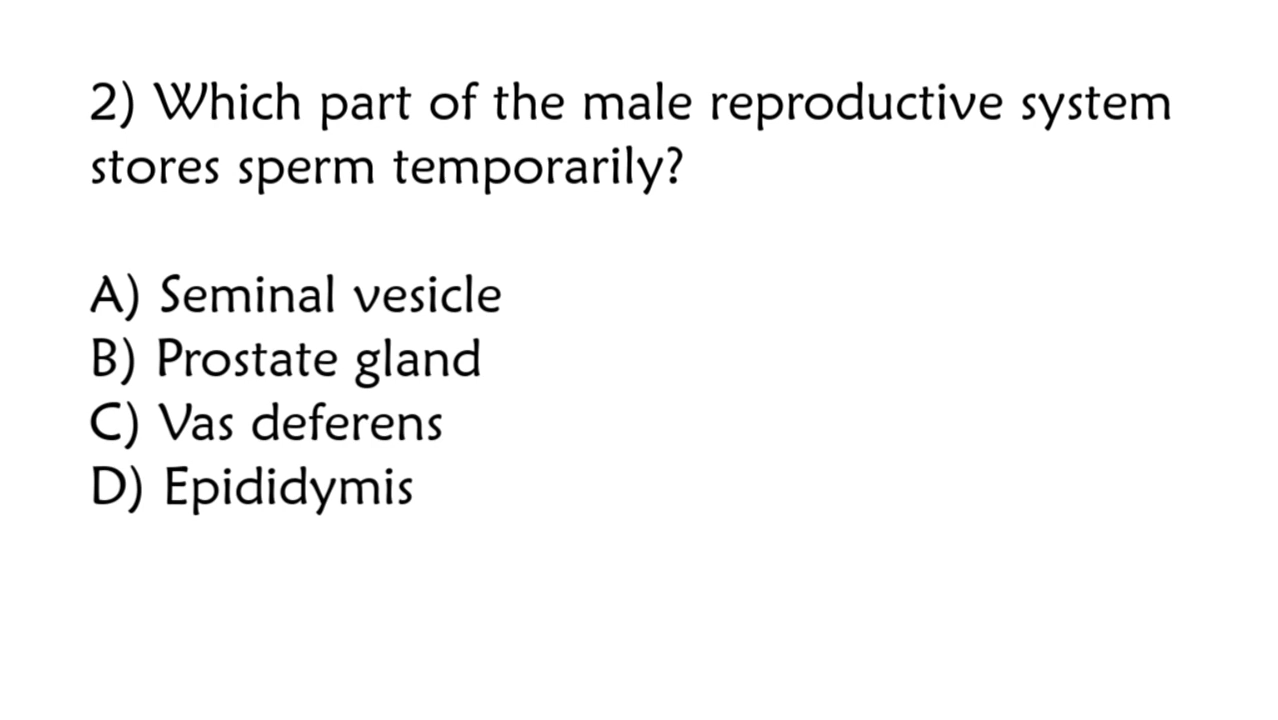 2) Which part of the male reproductive system
stores sperm temporarily?
A) Seminal vesicle
B) Prostate gland
C) Vas deferens
D) Epididymis